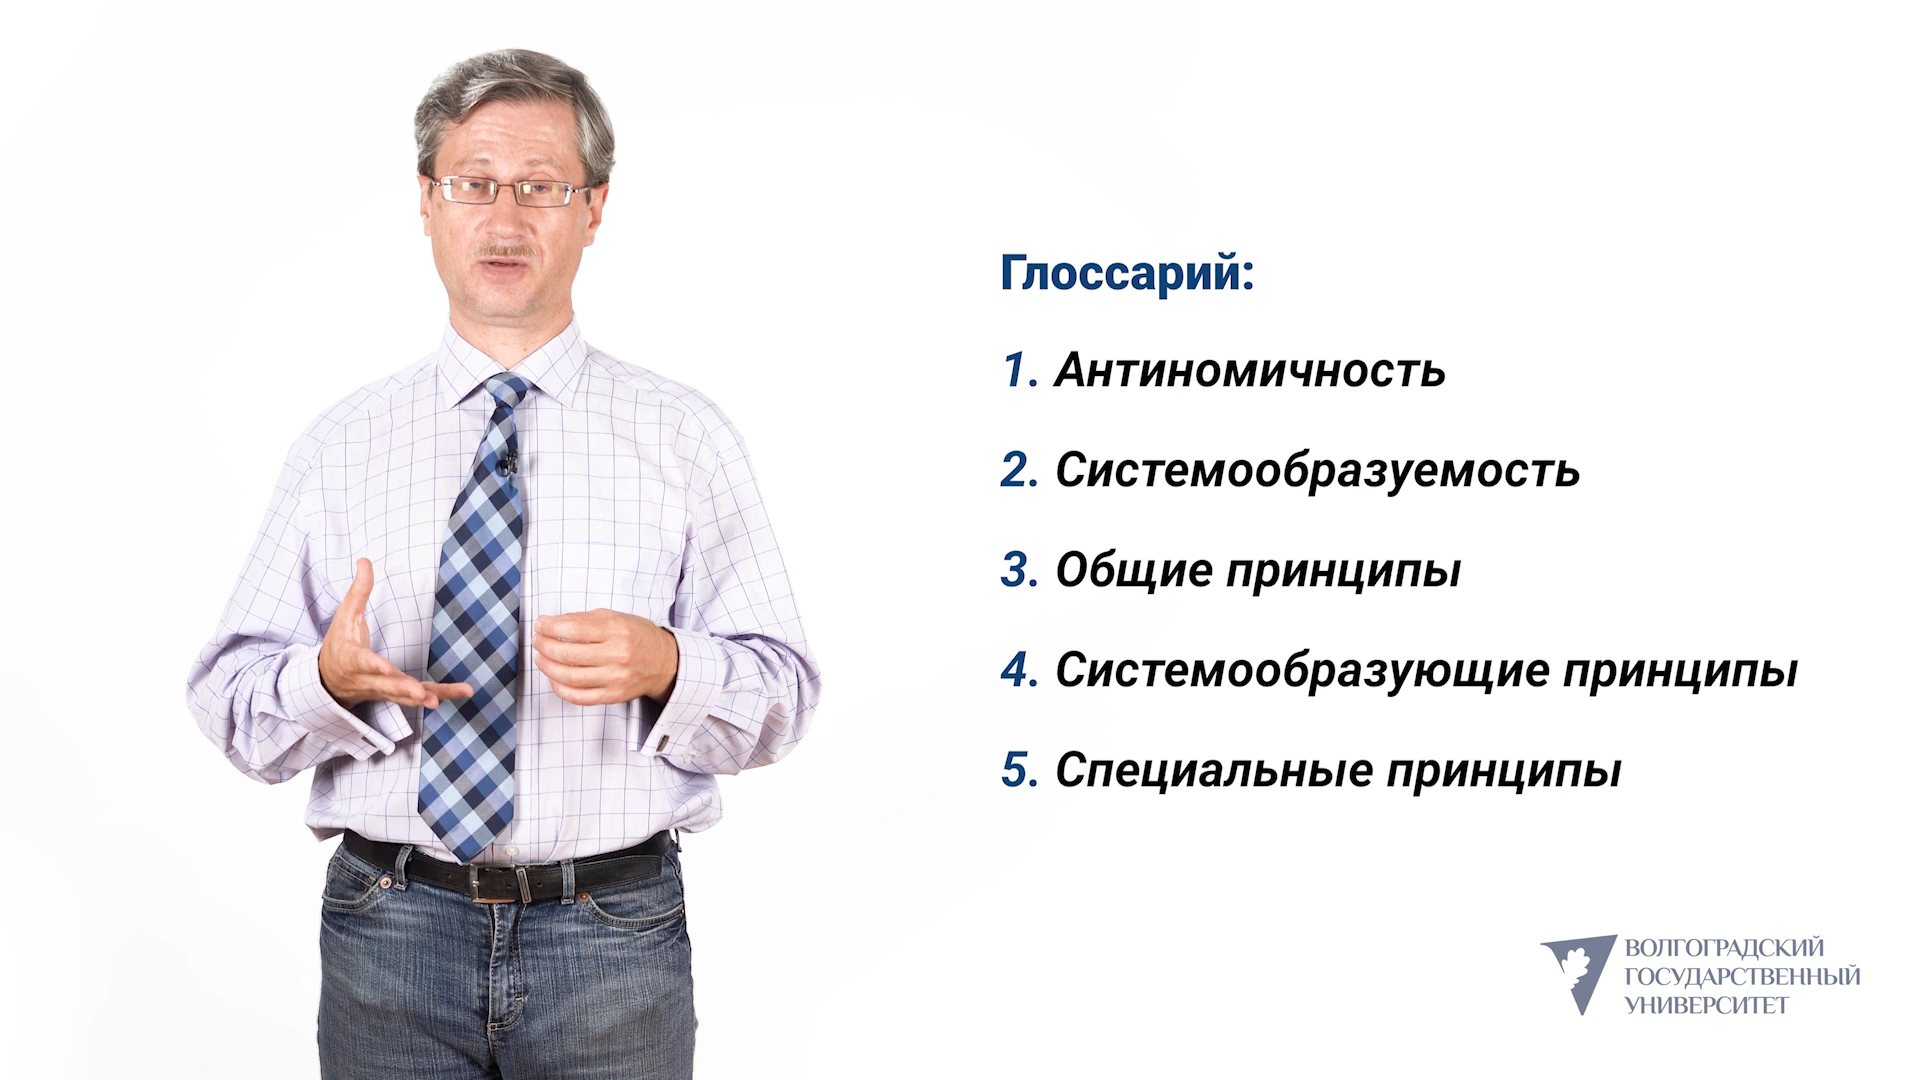 Глоссарий:
1. Антиномичность
2. Системообразуемость
3. Общие принципы
4. Системообразующие принципы
5. Специальные принципы
ВОЛГОГРАДСКИЙ
ГОСУДАРСТВЕННЫЙ
УНИВЕРСИТЕТ